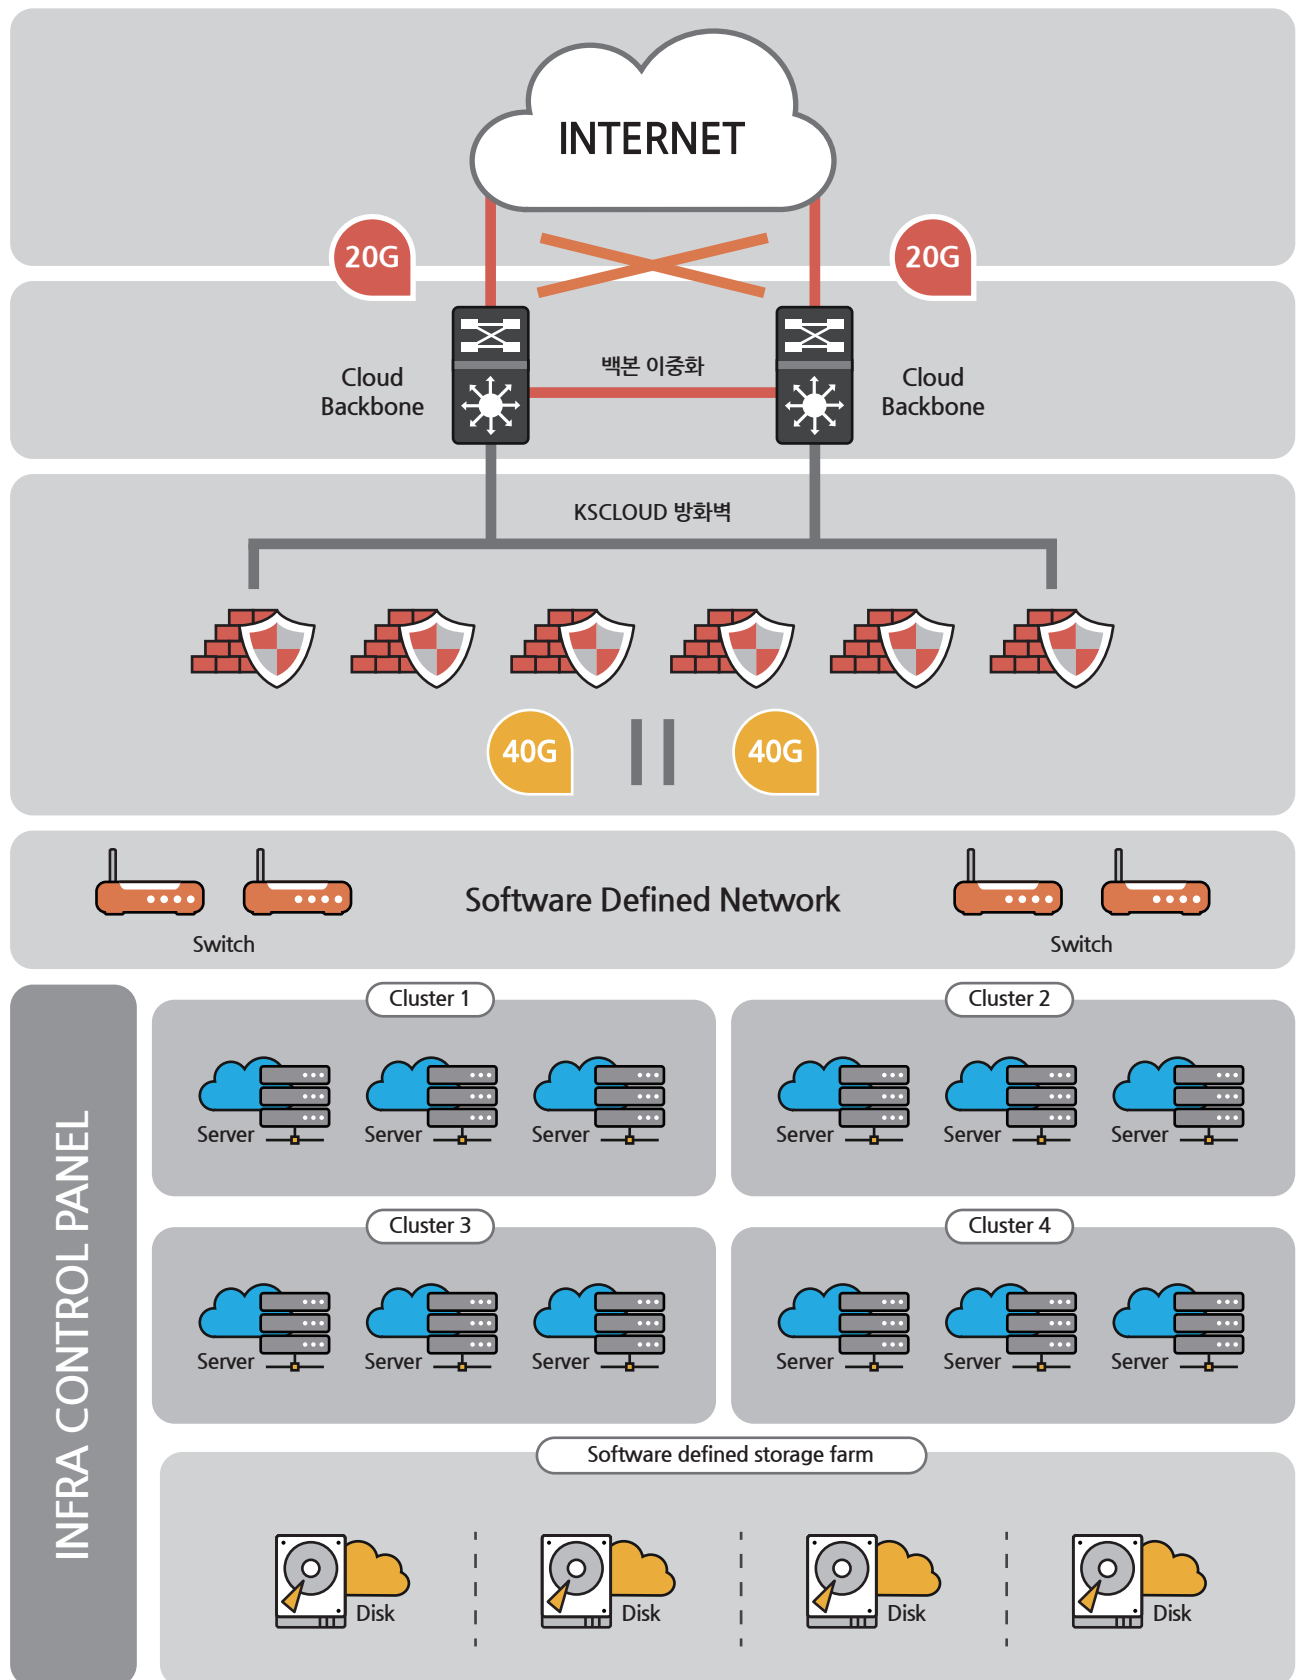 INTERNET
20G
20G
Cloud
Backbone
백본 이중화
Cloud
Backbone
KSCLOUD 방화벽
40G
40G
Switch
Software Defined Network
Switch
INFRA CONTROL PANEL
Cluster 1
Server
Server
Server
Cluster 2
Server
Server
Server
Cluster 3
Server
Server
Server
Cluster 4
Server
Server
Server
Software defined storage farm
Disk
Disk
Disk
Disk